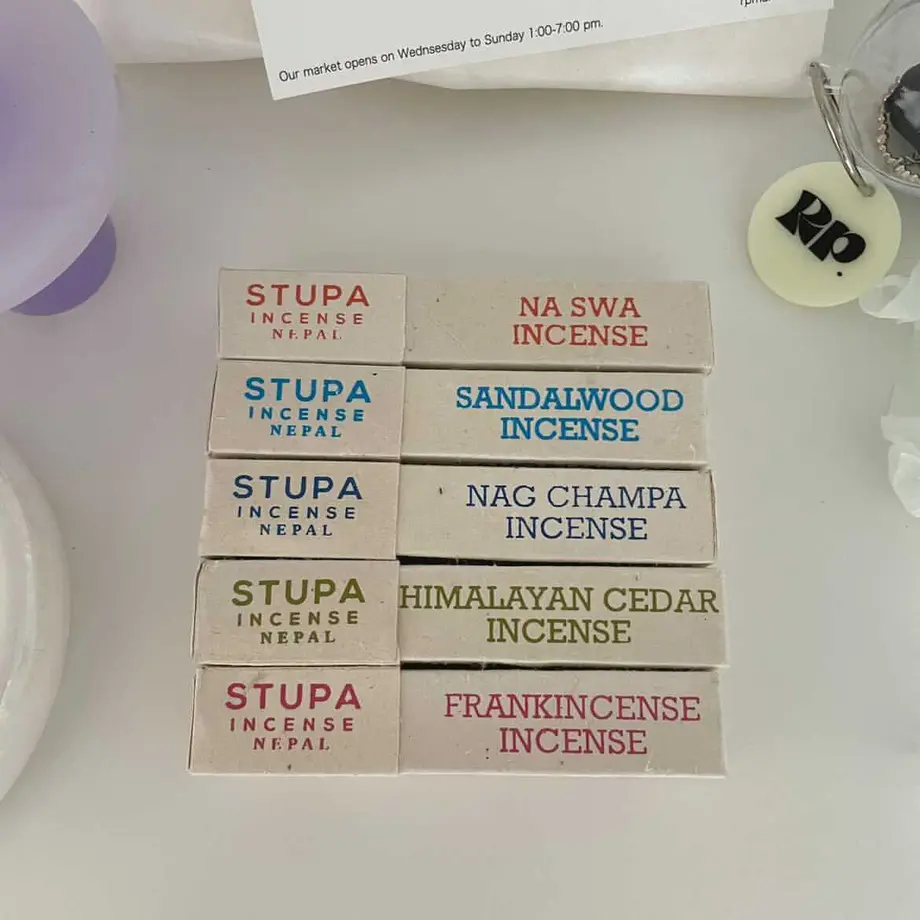 Our market opens on Wednsesday to Sunday 1:00-7:00 pm.
Rp.
STUPA
INCENSE
NEPAL
NA SWA
INCENSE
STUPA
INCENSE
NEPAL
SANDALWOOD
INCENSE
STUPA
INCENSE
NEPAL
NAG CHAMPA
INCENSE
STUPA
INCENSE
NEPAL
HIMALAYAN CEDAR
INCENSE
STUPA
INCENSE
NEPAL
FRANKINCENSE
INCENSE